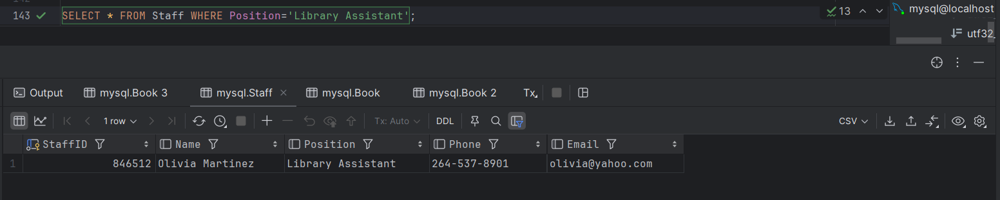 143 SELECT * FROM Staff WHERE Position='Library Assistant'; 13 mysql@localhost
utf32_
Output mysql.Book 3 mysql.Staff mysql.Book mysql.Book 2 Tx
1 row Tx: Auto DDL CSV
StaffID Name Position Phone Email
1 846512 Olivia Martinez Library Assistant 264-537-8901 olivia@yahoo.com